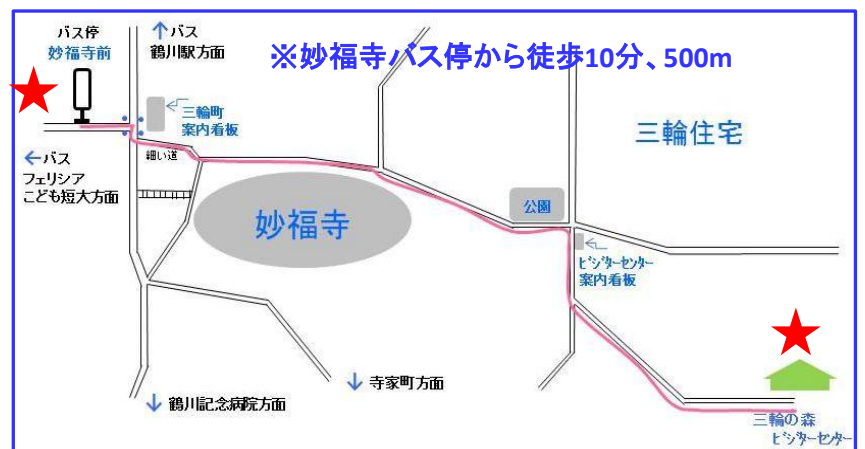 バス停
妙福寺前
↑バス
鶴川駅方面
※妙福寺バス停から徒歩10分、500m
三輪町
案内看板
三輪住宅
←バス
フェリシア
こども短大方面
細い道
妙福寺
公園
ビジターセンター
案内看板
↓ 寺家町方面
↓ 鶴川記念病院方面
三輪の森
ビジターセンター